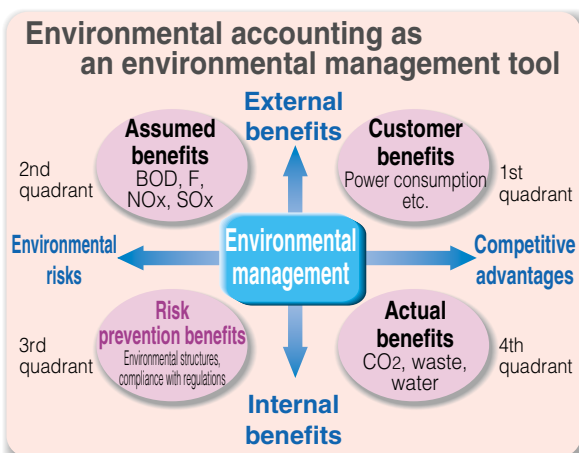 Environmental accounting as
an environmental management tool
External
benefits
Assumed
benefits
BOD, F,
NOx, SOx
2nd
quadrant
Customer
benefits
Power consumption
etc.
1st
quadrant
Environmental
risks
Environmental
management
Competitive
advantages
Risk
prevention benefits
Environmental structures,
compliance with regulations
3rd
quadrant
Actual
benefits
CO2, waste,
water
4th
quadrant
Internal
benefits